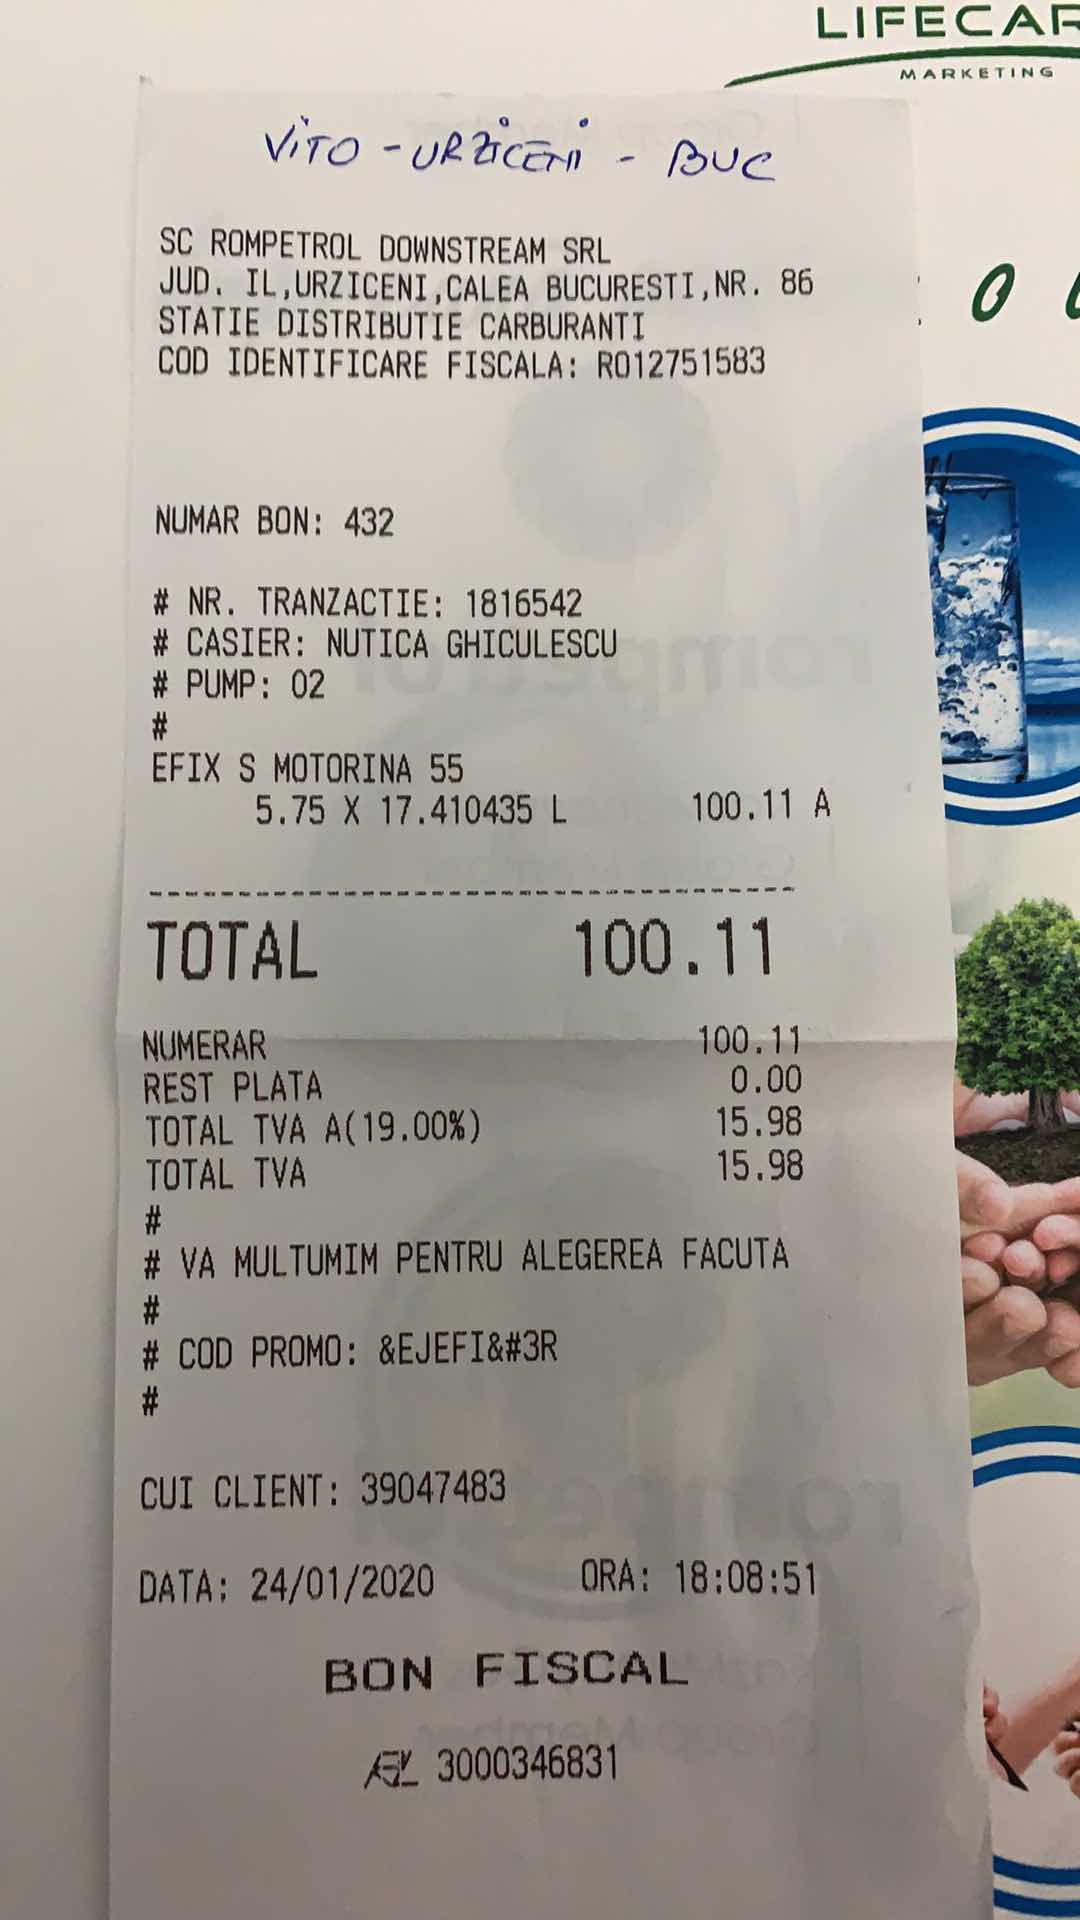 LIFECAR
MARKETING
ViTO - URZiCENi - BUC
SC ROMPETROL DOWNSTREAM SRL
JUD. IL,URZICENI,CALEA BUCURESTI,NR. 86
STATIE DISTRIBUTIE CARBURANTI
COD IDENTIFICARE FISCALA: RO12751583
NUMAR BON: 432
# NR. TRANZACTIE: 1816542
# CASIER: NUTICA GHICULESCU
# PUMP: 02
#
EFIX S MOTORINA 55
5.75 X 17.410435 L 100.11 A
TOTAL 100.11
NUMERAR 100.11
REST PLATA 0.00
TOTAL TVA A(19.00%) 15.98
TOTAL TVA 15.98
#
# VA MULTUMIM PENTRU ALEGEREA FACUTA
#
# COD PROMO: &EJEFI&#3R
#
CUI CLIENT: 39047483
DATA: 24/01/2020 ORA: 18:08:51
BON FISCAL
3000346831